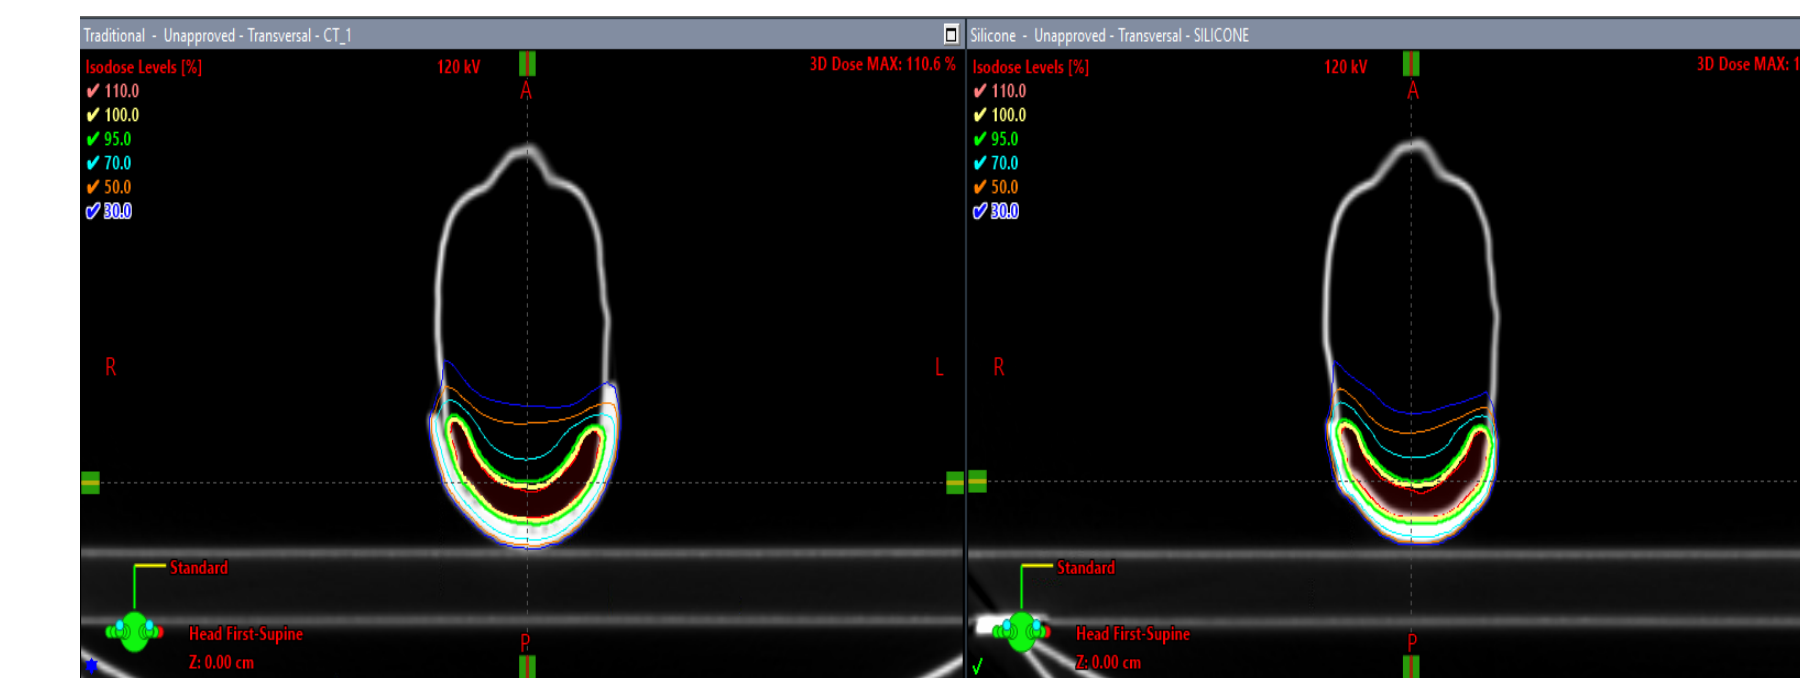 Traditional - Unapproved - Transversal - CT_1
Isodose Levels [%]
120 kV
3D Dose MAX: 110.6 %
110.0
100.0
95.0
70.0
50.0
30.0
A
R
L
Standard
Head First-Supine
Z: 0.00 cm
P
Silicone - Unapproved - Transversal - SILICONE
Isodose Levels [%]
120 kV
3D Dose MAX: 1
110.0
100.0
95.0
70.0
50.0
30.0
A
R
Standard
Head First-Supine
Z: 0.00 cm
P